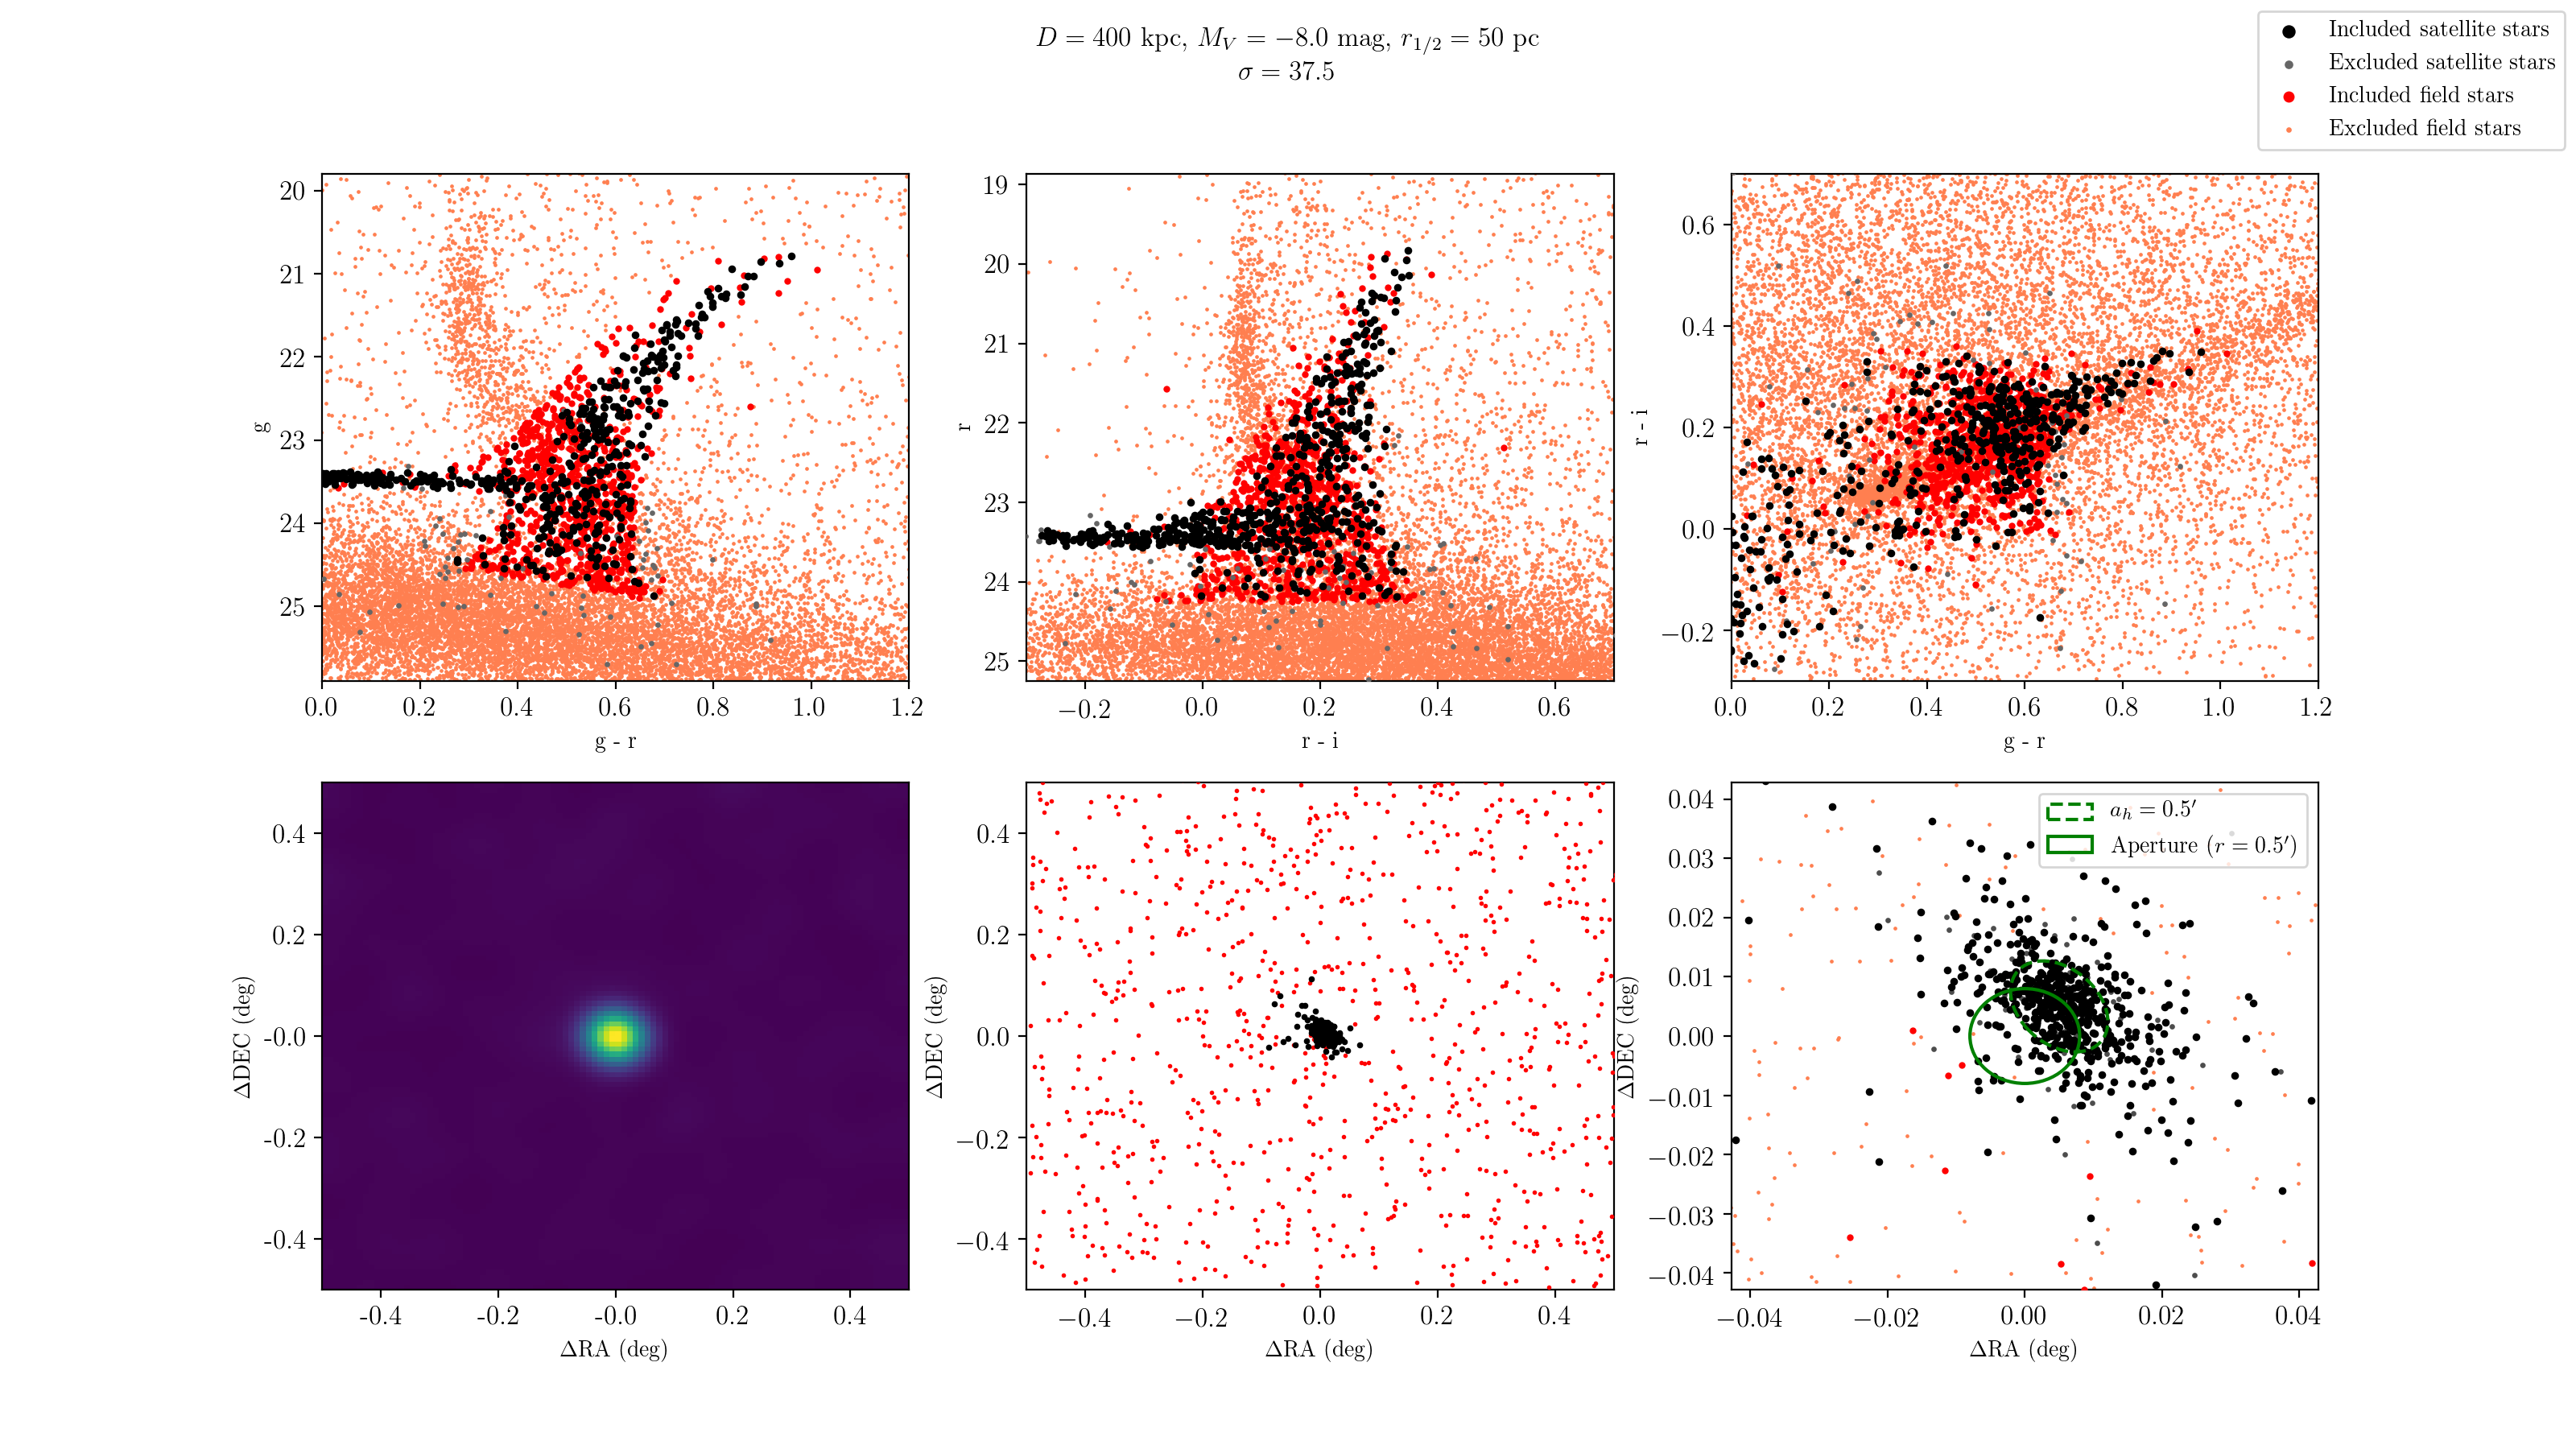 D = 400 kpc, M_V = −8.0 mag, r_{1/2} = 50 pc
σ = 37.5
Included satellite stars
Excluded satellite stars
Included field stars
Excluded field stars
20
21
22
23
24
25
g
0.0 0.2 0.4 0.6 0.8 1.0 1.2
g - r
19
20
21
22
23
24
25
r
−0.2 0.0 0.2 0.4 0.6
r - i
0.6
0.4
0.2
0.0
−0.2
r - i
0.0 0.2 0.4 0.6 0.8 1.0 1.2
g - r
0.4
0.2
-0.0
-0.2
-0.4
ΔDEC (deg)
-0.4 -0.2 -0.0 0.2 0.4
ΔRA (deg)
0.4
0.2
0.0
−0.2
−0.4
ΔDEC (deg)
−0.4 −0.2 0.0 0.2 0.4
ΔRA (deg)
a_h = 0.5′
Aperture (r = 0.5′)
0.04
0.03
0.02
0.01
0.00
−0.01
−0.02
−0.03
−0.04
ΔDEC (deg)
−0.04 −0.02 0.00 0.02 0.04
ΔRA (deg)